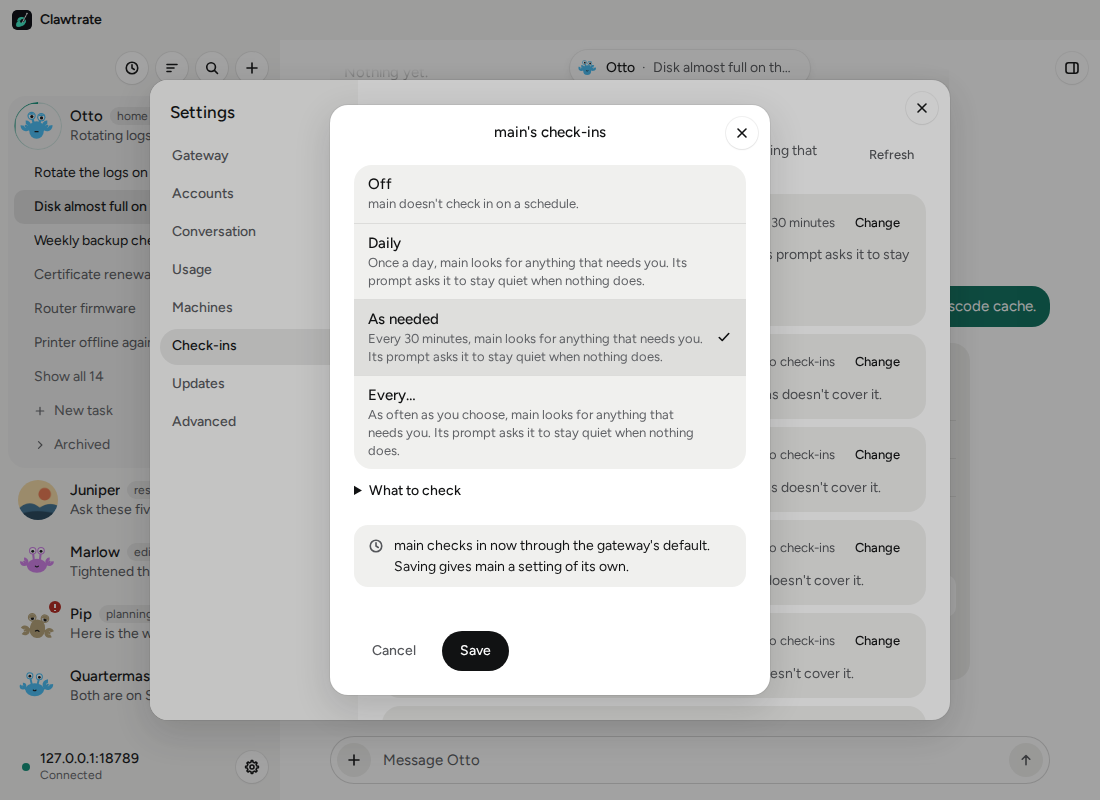 Clawtrate
Nothing yet.
Otto · Disk almost full on th...
Otto home
Rotating logs
Rotate the logs on
Disk almost full on
Weekly backup che
Certificate renewa
Router firmware
Printer offline again
Show all 14
+ New task
> Archived
Juniper res
Ask these fiv
Marlow edi
Tightened th
Pip planning
Here is the w
Quartermas
Both are on S
127.0.0.1:18789
Connected
Settings
Gateway
Accounts
Conversation
Usage
Machines
Check-ins
Updates
Advanced
main's check-ins
Off
main doesn't check in on a schedule.
Daily
Once a day, main looks for anything that needs you. Its
prompt asks it to stay quiet when nothing does.
As needed
Every 30 minutes, main looks for anything that needs you.
Its prompt asks it to stay quiet when nothing does.
Every...
As often as you choose, main looks for anything that
needs you. Its prompt asks it to stay quiet when nothing
does.
What to check
main checks in now through the gateway's default.
Saving gives main a setting of its own.
Cancel
Save
ing that
Refresh
30 minutes Change
s prompt asks it to stay
o check-ins Change
s doesn't cover it.
o check-ins Change
s doesn't cover it.
o check-ins Change
doesn't cover it.
o check-ins Change
esn't cover it.
scode cache.
Message Otto